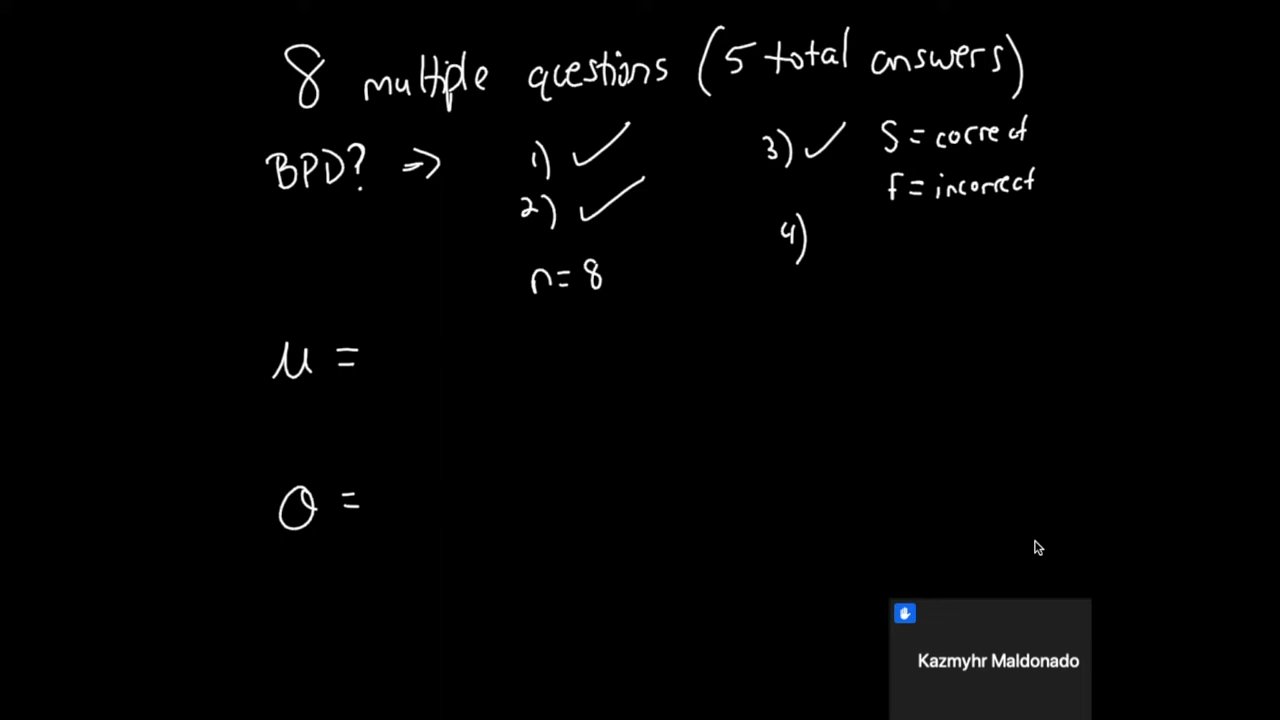 8 multiple questions (5 total answers)
BPD? => 1) ✓ 3) ✓ S = correct
2) ✓ F = incorrect
4)
n = 8
μ =
σ =
Kazmyhr Maldonado